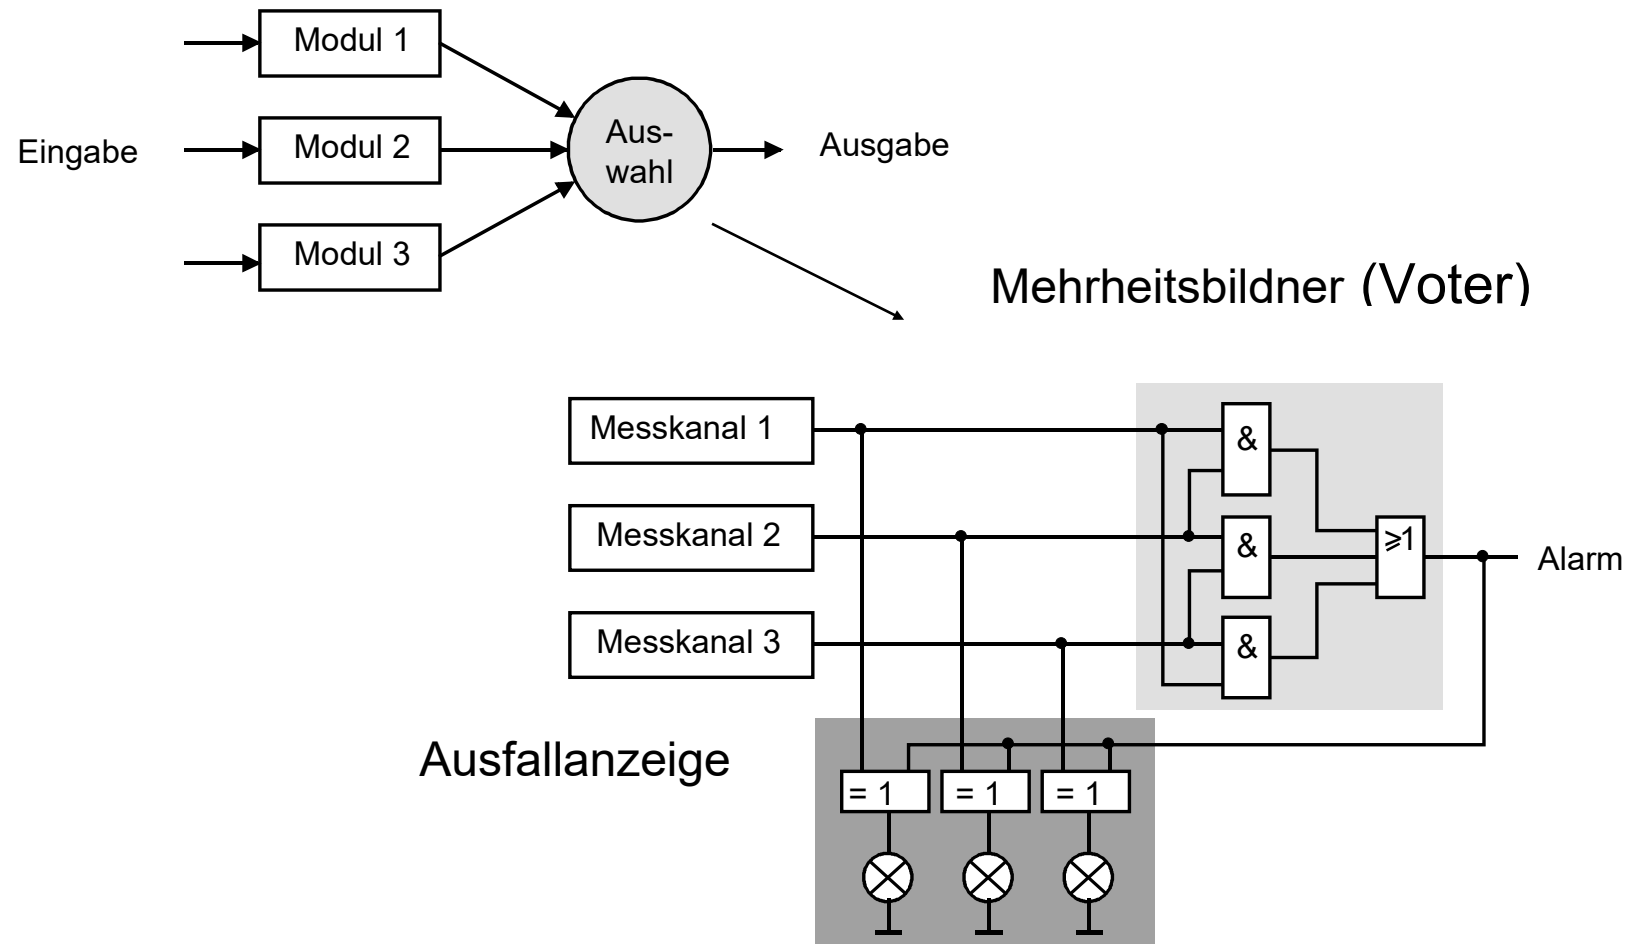 Modul 1
Eingabe
Modul 2
Modul 3
Aus-
wahl
Ausgabe
Mehrheitsbildner (Voter)
Messkanal 1
Messkanal 2
Messkanal 3
&
&
&
⩾1
Alarm
Ausfallanzeige
= 1
= 1
= 1